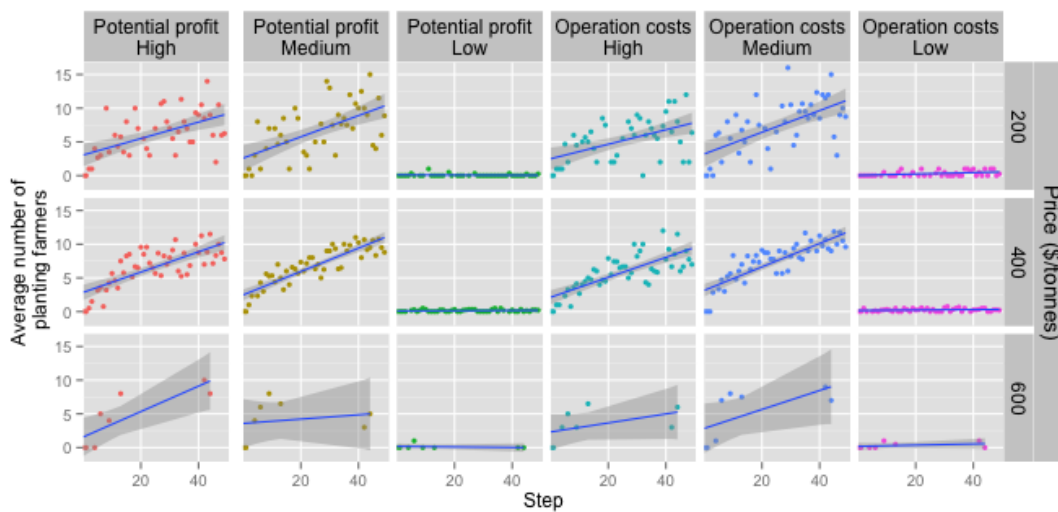 Potential profit High
Potential profit Medium
Potential profit Low
Operation costs High
Operation costs Medium
Operation costs Low
15
10
5
0
200
15
10
5
0
400
15
10
5
0
600
Average number of
planting farmers
Price ($/tonnes)
20 40
20 40
20 40
20 40
20 40
20 40
Step